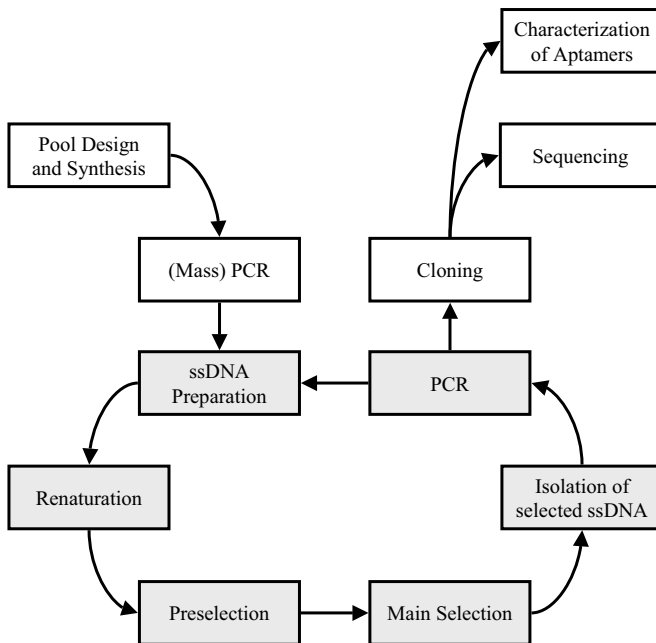 Characterization
of Aptamers
Pool Design
and Synthesis
Sequencing
(Mass) PCR
Cloning
ssDNA
Preparation
PCR
Renaturation
Isolation of
selected ssDNA
Preselection
Main Selection